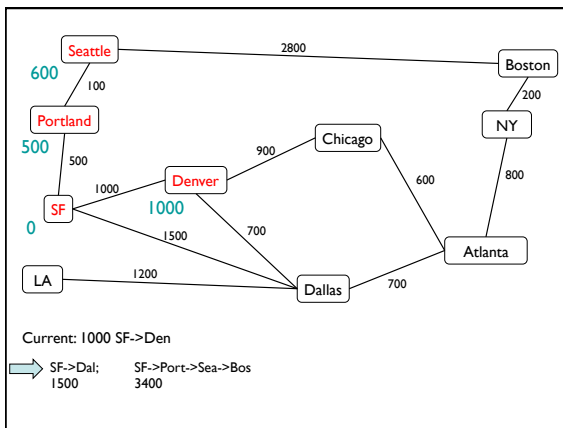 2800
Seattle
Boston
600
100
200
Portland
NY
500
Chicago
500
900
800
1000
Denver
600
SF
1000
700
0
1500
Atlanta
LA
1200
Dallas
700
Current: 1000 SF->Den
SF->Dal; SF->Port->Sea->Bos
1500 3400